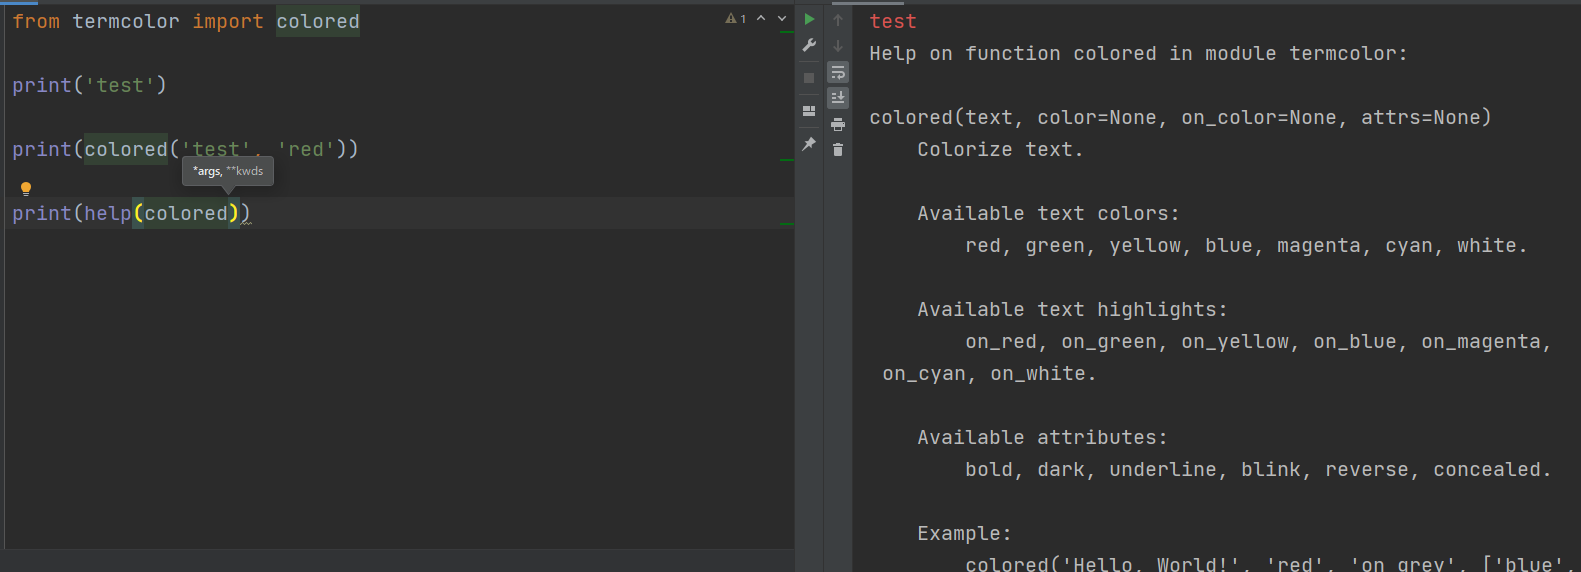 from termcolor import colored
1
print('test')
print(colored('test', 'red'))
*args, **kwds
print(help(colored))
test
Help on function colored in module termcolor:
colored(text, color=None, on_color=None, attrs=None)
Colorize text.
Available text colors:
red, green, yellow, blue, magenta, cyan, white.
Available text highlights:
on_red, on_green, on_yellow, on_blue, on_magenta,
on_cyan, on_white.
Available attributes:
bold, dark, underline, blink, reverse, concealed.
Example:
colored('Hello, World!', 'red', 'on_grey', ['blue',